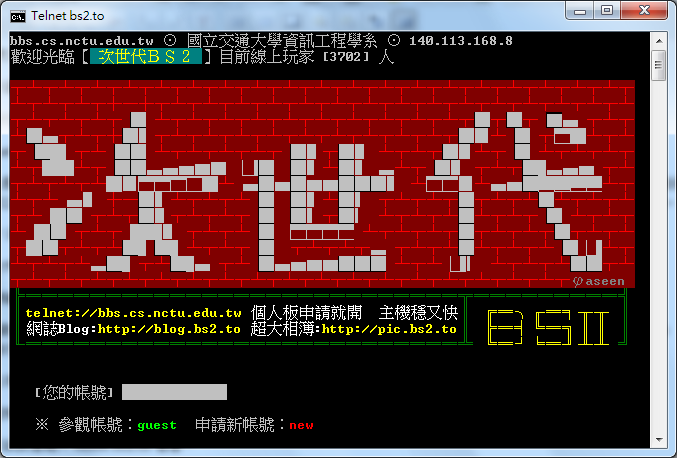 Telnet bs2.to
bbs.cs.nctu.edu.tw ⊙ 國立交通大學資訊工程學系 ⊙ 140.113.168.8
歡迎光臨【 次世代ＢＳ２ 】目前線上玩家 [3702] 人
次世代
φaseen
telnet://bbs.cs.nctu.edu.tw 個人板申請就開 主機穩又快
網誌Blog:http://blog.bs2.to 超大相簿:http://pic.bs2.to
BSII
[您的帳號]
※ 參觀帳號：guest 申請新帳號：new